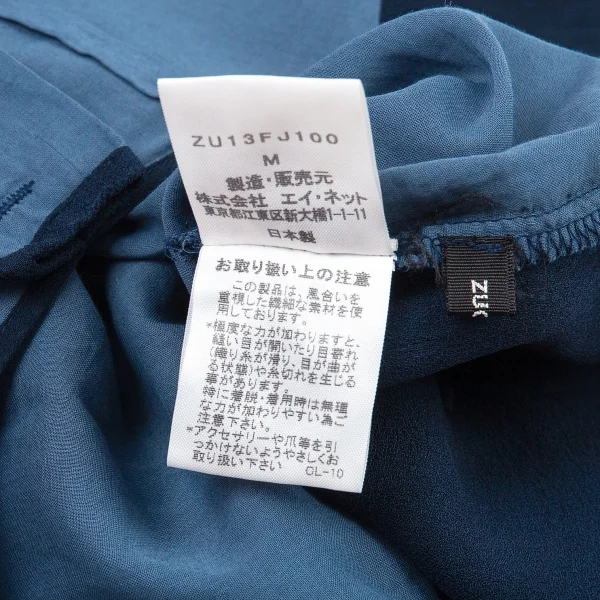 ZU13FJ100
M
製造・販売元
株式会社 エイ・ネット
東京都江東区新大橋1-1-11
日本製
お取り扱い上の注意
この製品は、風合いを
重視した繊細な素材を使
用しております。
*極度な力が加わりますと、
縫い目が開いたり目寄れ
(織り糸が滑り、目が曲が
る状態)や糸切れを生じる
事があります。
特に着脱・着用時は無理
な力が加わりやすい為ご
注意下さい。
*アクセサリーや爪等を引
っかけないようやさしくお
取り扱い下さい
CL-10
ZU